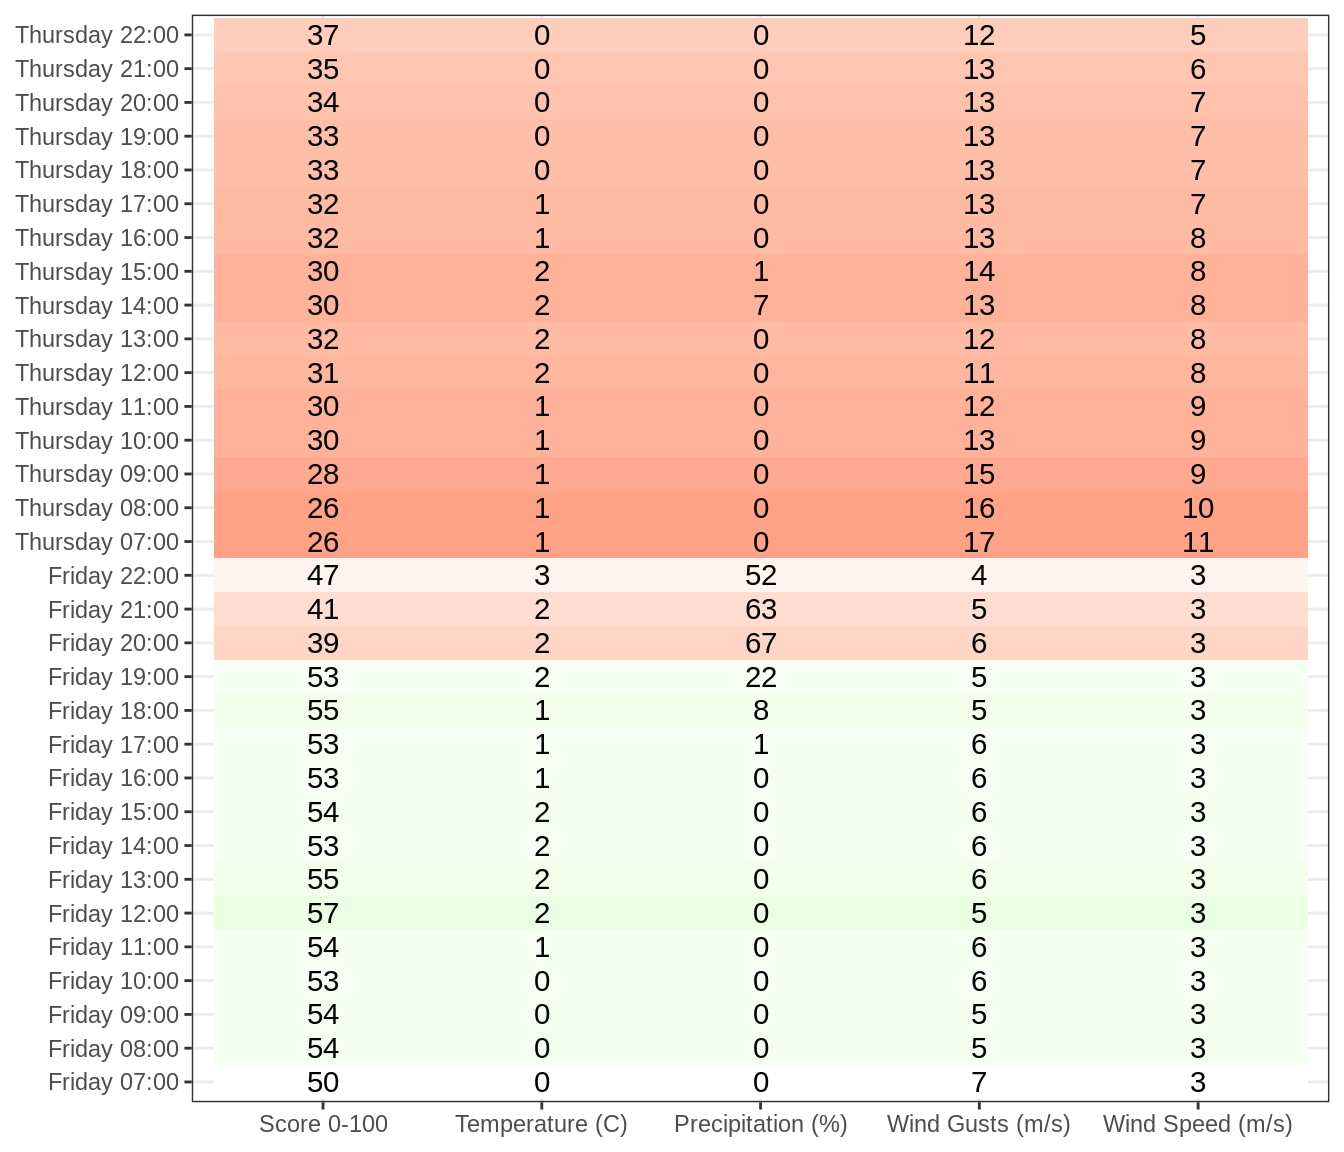 Thursday 22:00 37 0 0 12 5
Thursday 21:00 35 0 0 13 6
Thursday 20:00 34 0 0 13 7
Thursday 19:00 33 0 0 13 7
Thursday 18:00 33 0 0 13 7
Thursday 17:00 32 1 0 13 7
Thursday 16:00 32 1 0 13 8
Thursday 15:00 30 2 1 14 8
Thursday 14:00 30 2 7 13 8
Thursday 13:00 32 2 0 12 8
Thursday 12:00 31 2 0 11 8
Thursday 11:00 30 1 0 12 9
Thursday 10:00 30 1 0 13 9
Thursday 09:00 28 1 0 15 9
Thursday 08:00 26 1 0 16 10
Thursday 07:00 26 1 0 17 11
Friday 22:00 47 3 52 4 3
Friday 21:00 41 2 63 5 3
Friday 20:00 39 2 67 6 3
Friday 19:00 53 2 22 5 3
Friday 18:00 55 1 8 5 3
Friday 17:00 53 1 1 6 3
Friday 16:00 53 1 0 6 3
Friday 15:00 54 2 0 6 3
Friday 14:00 53 2 0 6 3
Friday 13:00 55 2 0 6 3
Friday 12:00 57 2 0 5 3
Friday 11:00 54 1 0 6 3
Friday 10:00 53 0 0 6 3
Friday 09:00 54 0 0 5 3
Friday 08:00 54 0 0 5 3
Friday 07:00 50 0 0 7 3
Score 0-100 Temperature (C) Precipitation (%) Wind Gusts (m/s) Wind Speed (m/s)